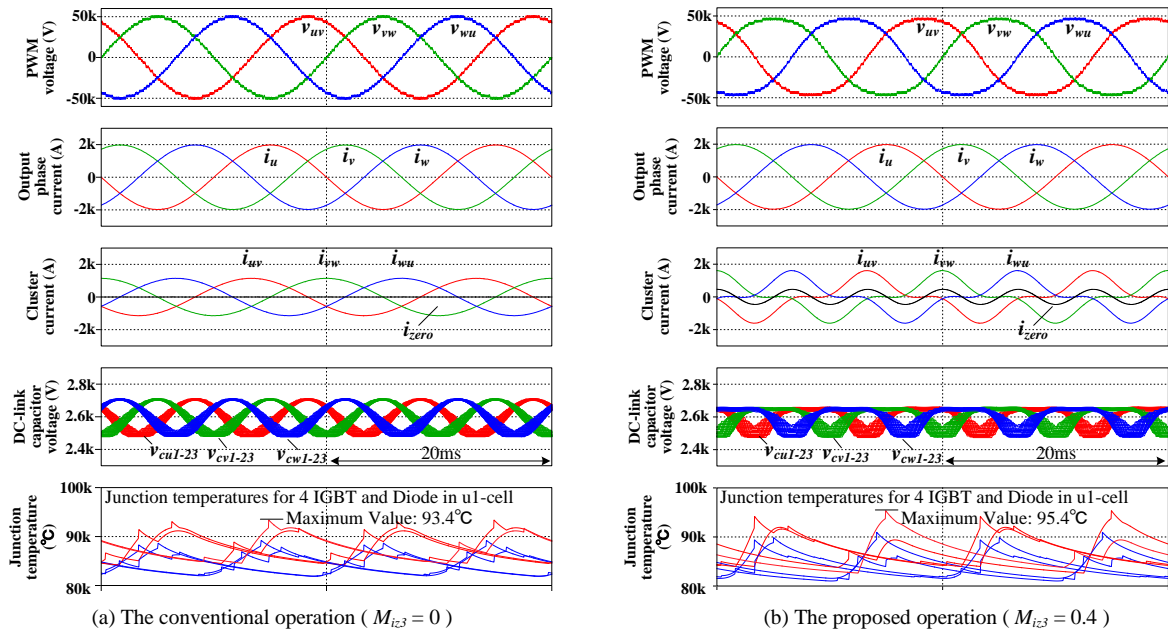 50k
0
-50k
PWM
voltage (V)
v_uv
v_vw
v_wu
2k
0
-2k
Output
phase
current (A)
i_u
i_v
i_w
2k
0
-2k
Cluster
current (A)
i_uv
i_vw
i_wu
i_zero
2.8k
2.6k
2.4k
DC-link
capacitor
voltage (V)
v_cu1-23
v_cv1-23
v_cw1-23
20ms
100k
90k
80k
Junction
temperature
(℃)
Junction temperatures for 4 IGBT and Diode in u1-cell
Maximum Value: 93.4℃
(a) The conventional operation ( M_iz3 = 0 )
50k
0
-50k
PWM
voltage (V)
v_uv
v_vw
v_wu
2k
0
-2k
Output
phase
current (A)
i_u
i_v
i_w
2k
0
-2k
Cluster
current (A)
i_uv
i_vw
i_wu
i_zero
2.8k
2.6k
2.4k
DC-link
capacitor
voltage (V)
v_cu1-23
v_cv1-23
v_cw1-23
20ms
100k
90k
80k
Junction
temperature
(℃)
Junction temperatures for 4 IGBT and Diode in u1-cell
Maximum Value: 95.4℃
(b) The proposed operation ( M_iz3 = 0.4 )